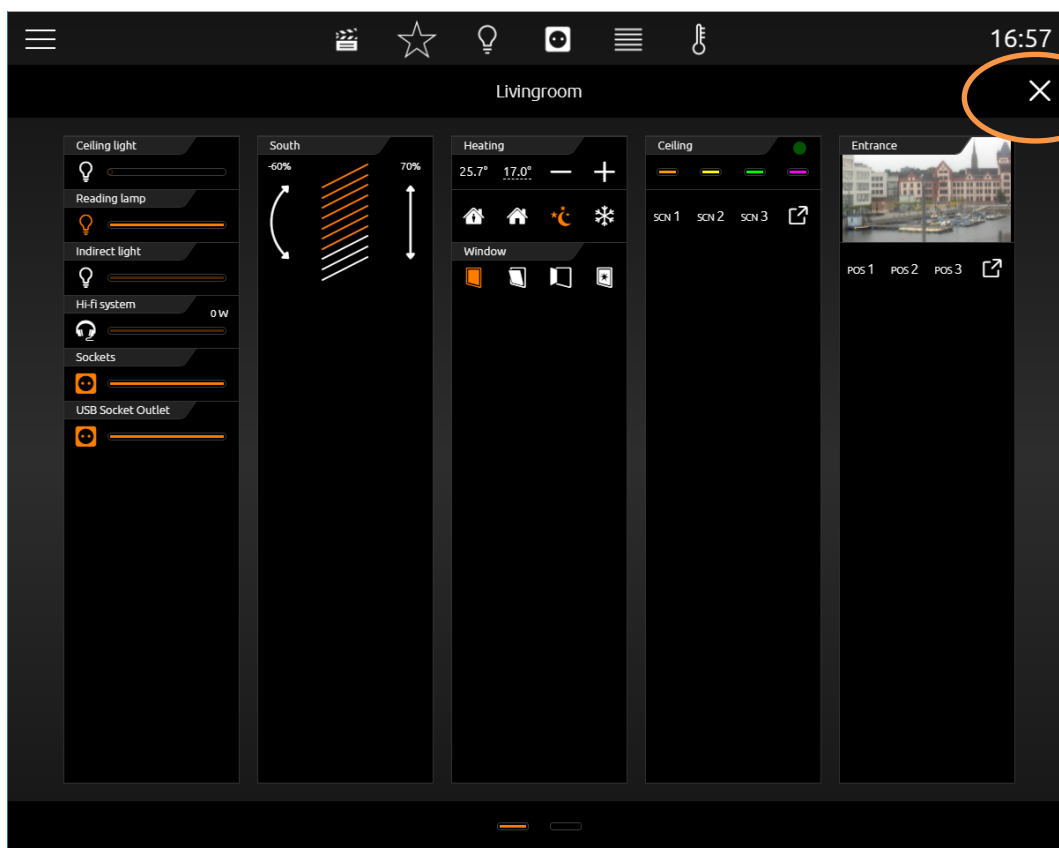 16:57
Livingroom
Ceiling light
Reading lamp
Indirect light
Hi-fi system
0 W
Sockets
USB Socket Outlet
South
-60% 70%
Heating
25.7° 17.0°
Window
Ceiling
SCN 1 SCN 2 SCN 3
Entrance
POS 1 POS 2 POS 3